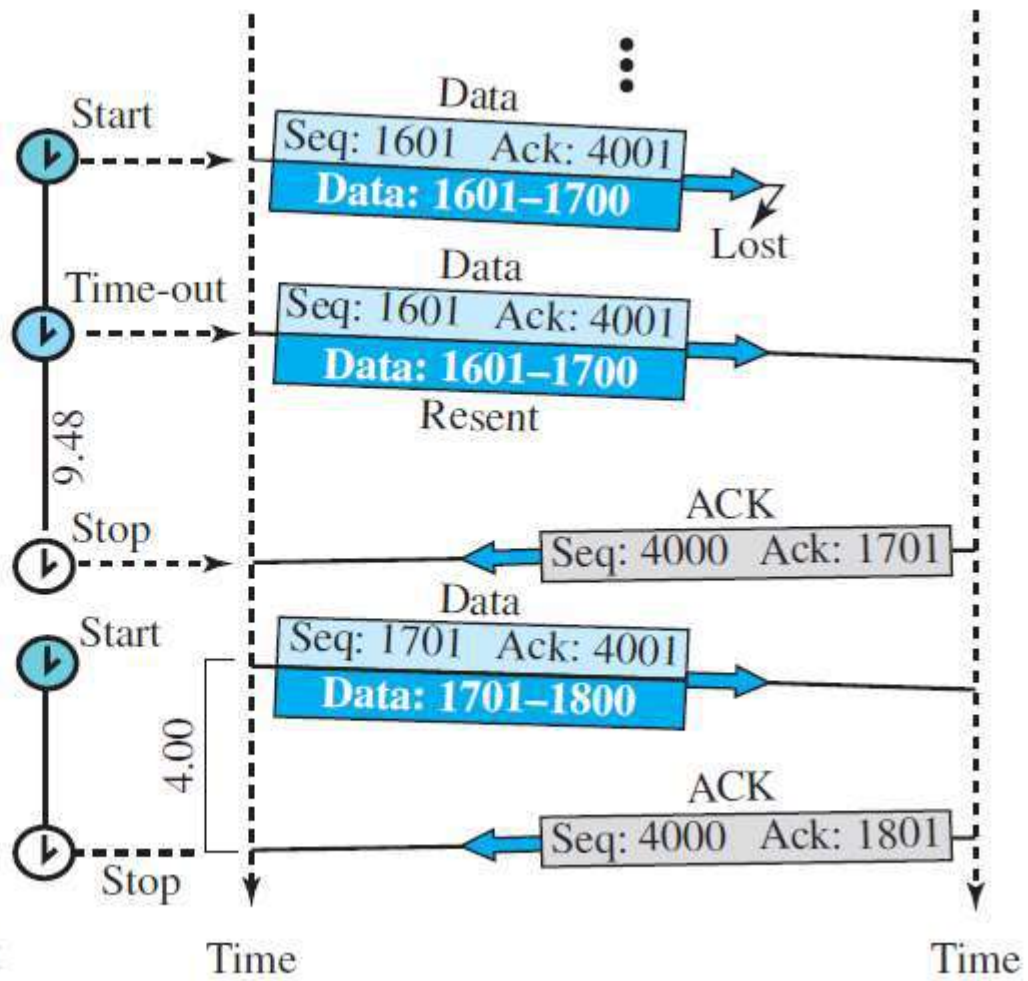 Data
Start
Seq: 1601 Ack: 4001
Data: 1601–1700
Lost
Data
Time-out
Seq: 1601 Ack: 4001
Data: 1601–1700
Resent
9.48
ACK
Stop
Seq: 4000 Ack: 1701
Data
Start
Seq: 1701 Ack: 4001
Data: 1701–1800
4.00
ACK
Seq: 4000 Ack: 1801
Stop
Time Time